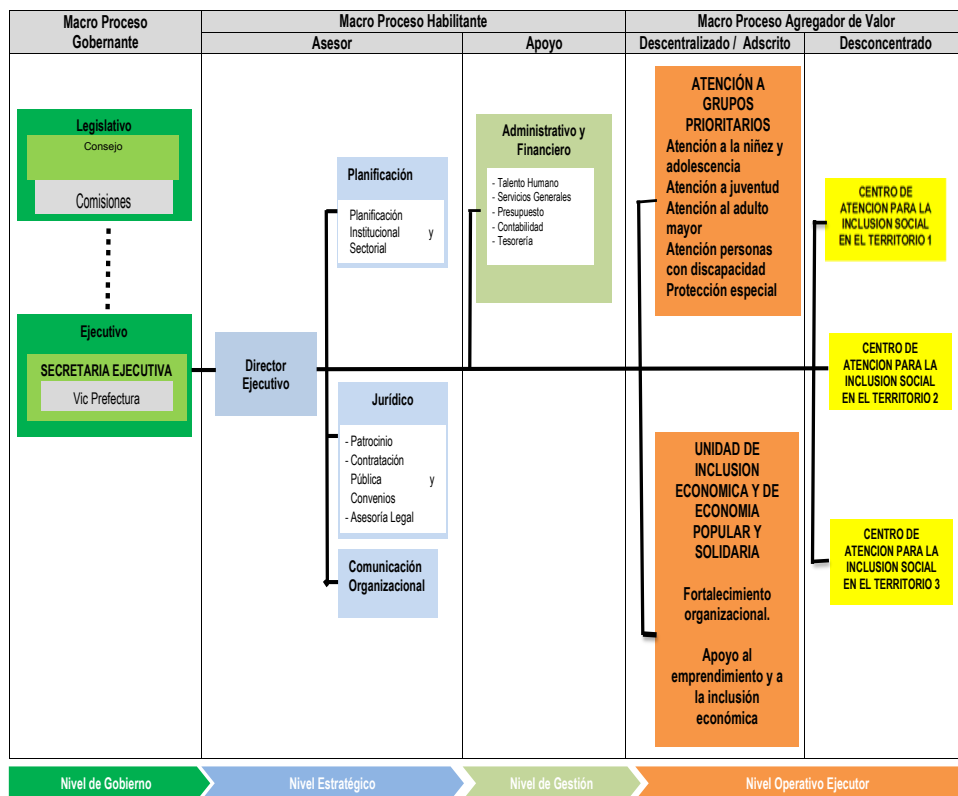 Macro Proceso
Gobernante
Macro Proceso Habilitante
Macro Proceso Agregador de Valor
Asesor
Apoyo
Descentralizado / Adscrito
Desconcentrado
Legislativo
Consejo
Comisiones
Ejecutivo
SECRETARIA EJECUTIVA
Vic Prefectura
Director
Ejecutivo
Planificación
Planificación
Institucional y
Sectorial
Jurídico
- Patrocinio
- Contratación
Pública y
Convenios
- Asesoría Legal
Comunicación
Organizacional
Administrativo y
Financiero
- Talento Humano
- Servicios Generales
- Presupuesto
- Contabilidad
- Tesorería
ATENCIÓN A
GRUPOS
PRIORITARIOS
Atención a la niñez y
adolescencia
Atención a juventud
Atención al adulto
mayor
Atención personas
con discapacidad
Protección especial
UNIDAD DE
INCLUSION
ECONOMICA Y DE
ECONOMIA
POPULAR Y
SOLIDARIA
Fortalecimiento
organizacional.
Apoyo al
emprendimiento y a
la inclusión
económica
CENTRO DE
ATENCION PARA LA
INCLUSION SOCIAL
EN EL TERRITORIO 1
CENTRO DE
ATENCION PARA LA
INCLUSION SOCIAL
EN EL TERRITORIO 2
CENTRO DE
ATENCION PARA LA
INCLUSION SOCIAL
EN EL TERRITORIO 3
Nivel de Gobierno
Nivel Estratégico
Nivel de Gestión
Nivel Operativo Ejecutor